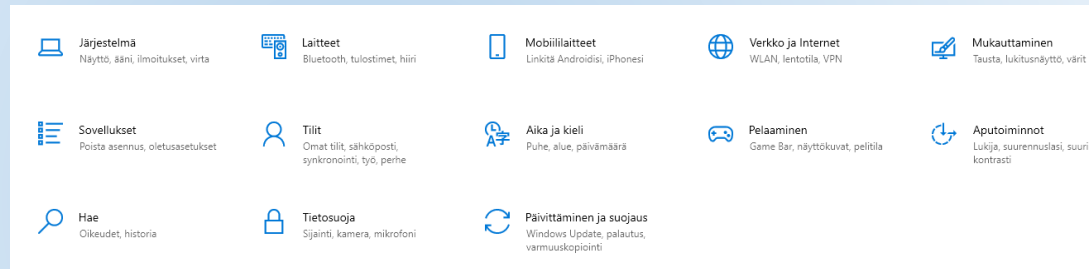 Järjestelmä
Näyttö, ääni, ilmoitukset, virta
Laitteet
Bluetooth, tulostimet, hiiri
Mobiililaitteet
Linkitä Androidisi, iPhonesi
Verkko ja Internet
WLAN, lentotila, VPN
Mukauttaminen
Tausta, lukitusnäyttö, värit
Sovellukset
Poista asennus, oletusasetukset
Tilit
Omat tilit, sähköposti,
synkronointi, työ, perhe
Aika ja kieli
Puhe, alue, päivämäärä
Pelaaminen
Game Bar, näyttökuvat, pelitila
Aputoiminnot
Lukija, suurennuslasi, suuri
kontrasti
Hae
Oikeudet, historia
Tietosuoja
Sijainti, kamera, mikrofoni
Päivittäminen ja suojaus
Windows Update, palautus,
varmuuskopiointi